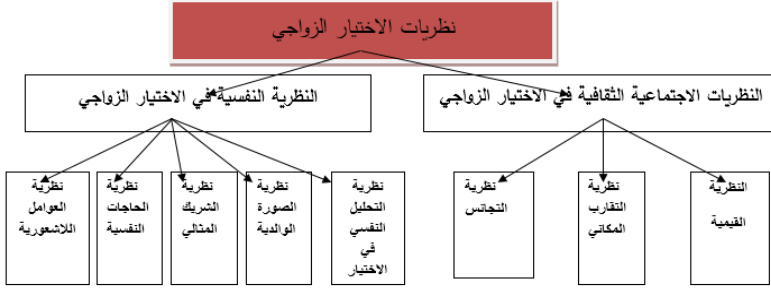 نظريات الاختيار الزواجي
النظريات الاجتماعية الثقافية في الاختيار الزواجي
النظرية النفسية في الاختيار الزواجي
النظرية
القيمية
نظرية
التقارب
المكاني
نظرية
التجانس
نظرية
التحليل
النفسي
في
الاختيار
نظرية
الصورة
الوالدية
نظرية
الشريك
المثالي
نظرية
الحاجات
النفسية
نظرية
العوامل
اللاشعورية